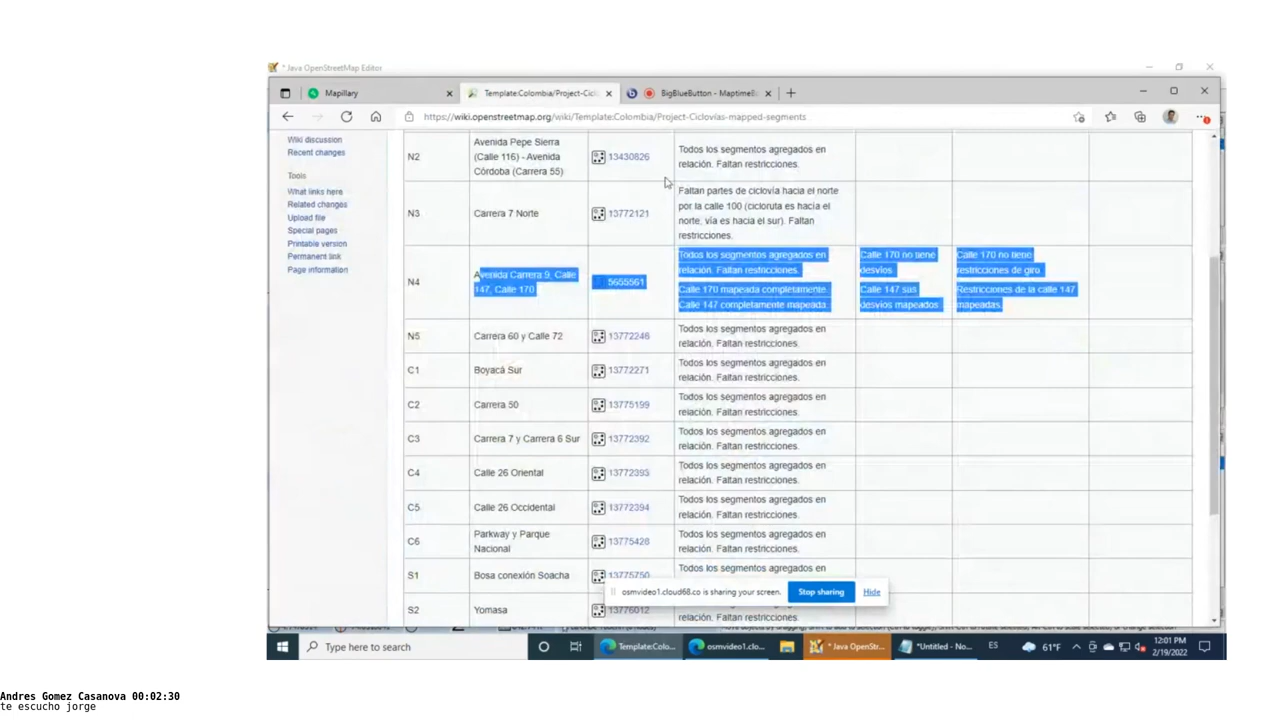 * Java OpenStreetMap Editor
Mapillary
Template:Colombia/Project-Ciclo
BigBlueButton - MaptimeB
https://wiki.openstreetmap.org/wiki/Template:Colombia/Project-Ciclovías-mapped-segments
Wiki discussion
Recent changes
Tools
What links here
Related changes
Upload file
Special pages
Printable version
Permanent link
Page information
N2
Avenida Pepe Sierra
(Calle 116) - Avenida
Córdoba (Carrera 55)
13430826
Todos los segmentos agregados en
relación. Faltan restricciones.
N3
Carrera 7 Norte
13772121
Faltan partes de ciclovía hacia el norte
por la calle 100 (cicloruta es hacía el
norte, vía es hacia el sur). Faltan
restricciones.
N4
Avenida Carrera 9, Calle
147, Calle 170
5655561
Todos los segmentos agregados en
relación. Faltan restricciones.
Calle 170 mapeada completamente.
Calle 147 completamente mapeada.
Calle 170 no tiene
desvíos
Calle 147 sus
desvíos mapeados
Calle 170 no tiene
restricciones de giro
Restricciones de la calle 147
mapeadas.
N5
Carrera 60 y Calle 72
13772246
Todos los segmentos agregados en
relación. Faltan restricciones.
C1
Boyacá Sur
13772271
Todos los segmentos agregados en
relación. Faltan restricciones.
C2
Carrera 50
13775199
Todos los segmentos agregados en
relación. Faltan restricciones.
C3
Carrera 7 y Carrera 6 Sur
13772392
Todos los segmentos agregados en
relación. Faltan restricciones.
C4
Calle 26 Oriental
13772393
Todos los segmentos agregados en
relación. Faltan restricciones.
C5
Calle 26 Occidental
13772394
Todos los segmentos agregados en
relación. Faltan restricciones.
C6
Parkway y Parque
Nacional
13775428
Todos los segmentos agregados en
relación. Faltan restricciones.
S1
Bosa conexión Soacha
13775750
Todos los segmentos agregados en
osmvideo1.cloud68.co is sharing your screen.
Stop sharing
Hide
S2
Yomasa
13776012
relación. Faltan restricciones.
Type here to search
Template:Colo...
osmvideo1.clo...
* Java OpenStr...
*Untitled - No...
ES
61°F
12:01 PM
2/19/2022
Andres Gomez Casanova 00:02:30
te escucho jorge